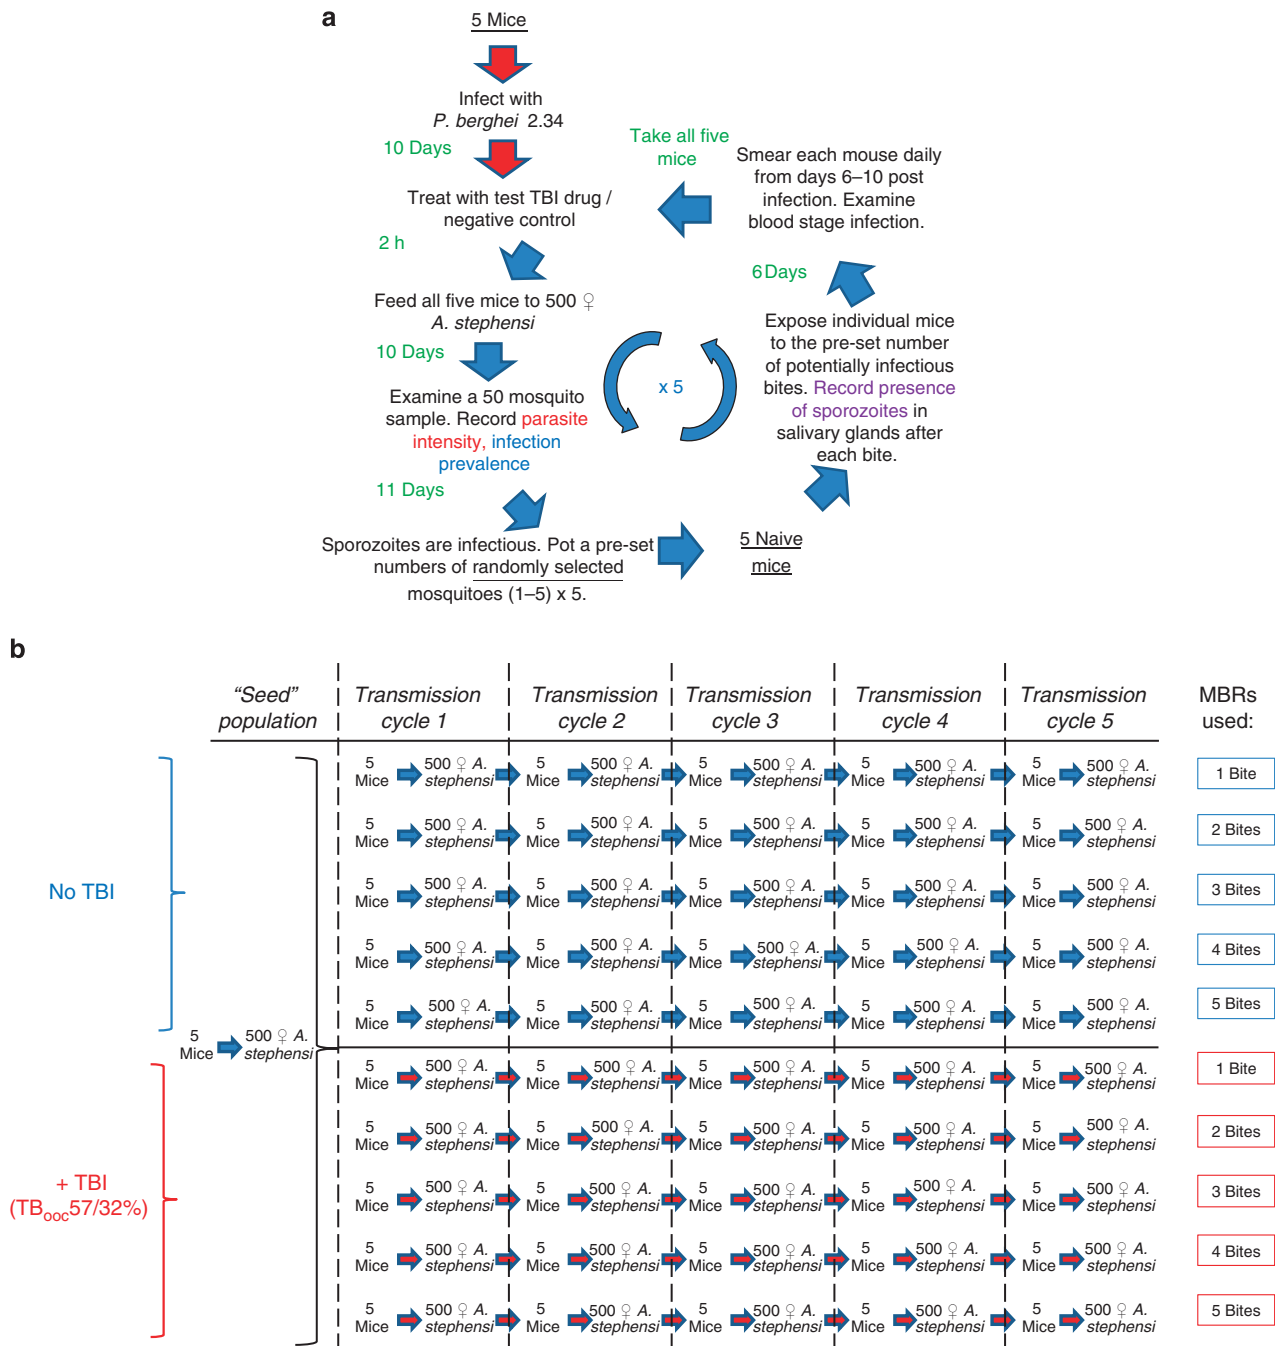 a
5 Mice
Infect with
P. berghei 2.34
10 Days
Treat with test TBI drug /
negative control
2 h
Feed all five mice to 500 ♀
A. stephensi
10 Days
Examine a 50 mosquito
sample. Record parasite
intensity, infection
prevalence
11 Days
Sporozoites are infectious. Pot a pre-set
numbers of randomly selected
mosquitoes (1–5) x 5.
5 Naive
mice
Expose individual mice
to the pre-set number
of potentially infectious
bites. Record presence
of sporozoites in
salivary glands after
each bite.
6 Days
Smear each mouse daily
from days 6–10 post
infection. Examine
blood stage infection.
Take all five
mice
x 5
b
"Seed"
population
Transmission
cycle 1
Transmission
cycle 2
Transmission
cycle 3
Transmission
cycle 4
Transmission
cycle 5
MBRs
used:
No TBI
5 500 ♀ A.
Mice stephensi
+ TBI
(TBooc57/32%)
5 500 ♀ A. 5 500 ♀ A. 5 500 ♀ A. 5 500 ♀ A. 5 500 ♀ A.
Mice stephensi Mice stephensi Mice stephensi Mice stephensi Mice stephensi
1 Bite
5 500 ♀ A. 5 500 ♀ A. 5 500 ♀ A. 5 500 ♀ A. 5 500 ♀ A.
Mice stephensi Mice stephensi Mice stephensi Mice stephensi Mice stephensi
2 Bites
5 500 ♀ A. 5 500 ♀ A. 5 500 ♀ A. 5 500 ♀ A. 5 500 ♀ A.
Mice stephensi Mice stephensi Mice stephensi Mice stephensi Mice stephensi
3 Bites
5 500 ♀ A. 5 500 ♀ A. 5 500 ♀ A. 5 500 ♀ A. 5 500 ♀ A.
Mice stephensi Mice stephensi Mice stephensi Mice stephensi Mice stephensi
4 Bites
5 500 ♀ A. 5 500 ♀ A. 5 500 ♀ A. 5 500 ♀ A. 5 500 ♀ A.
Mice stephensi Mice stephensi Mice stephensi Mice stephensi Mice stephensi
5 Bites
5 500 ♀ A. 5 500 ♀ A. 5 500 ♀ A. 5 500 ♀ A. 5 500 ♀ A.
Mice stephensi Mice stephensi Mice stephensi Mice stephensi Mice stephensi
1 Bite
5 500 ♀ A. 5 500 ♀ A. 5 500 ♀ A. 5 500 ♀ A. 5 500 ♀ A.
Mice stephensi Mice stephensi Mice stephensi Mice stephensi Mice stephensi
2 Bites
5 500 ♀ A. 5 500 ♀ A. 5 500 ♀ A. 5 500 ♀ A. 5 500 ♀ A.
Mice stephensi Mice stephensi Mice stephensi Mice stephensi Mice stephensi
3 Bites
5 500 ♀ A. 5 500 ♀ A. 5 500 ♀ A. 5 500 ♀ A. 5 500 ♀ A.
Mice stephensi Mice stephensi Mice stephensi Mice stephensi Mice stephensi
4 Bites
5 500 ♀ A. 5 500 ♀ A. 5 500 ♀ A. 5 500 ♀ A. 5 500 ♀ A.
Mice stephensi Mice stephensi Mice stephensi Mice stephensi Mice stephensi
5 Bites